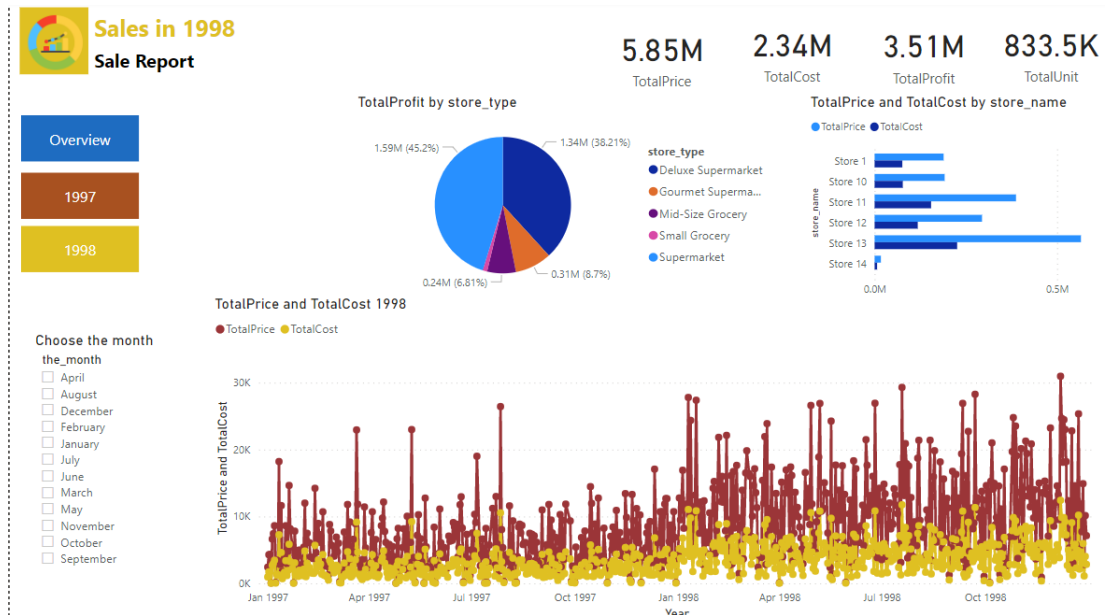 Sales in 1998
Sale Report
5.85M
TotalPrice
2.34M
TotalCost
3.51M
TotalProfit
833.5K
TotalUnit
Overview
1997
1998
TotalProfit by store_type
1.59M (45.2%)
1.34M (38.21%)
0.31M (8.7%)
0.24M (6.81%)
store_type
Deluxe Supermarket
Gourmet Superma...
Mid-Size Grocery
Small Grocery
Supermarket
TotalPrice and TotalCost by store_name
TotalPrice TotalCost
store_name
Store 1
Store 10
Store 11
Store 12
Store 13
Store 14
0.0M 0.5M
Choose the month
the_month
April
August
December
February
January
July
June
March
May
November
October
September
TotalPrice and TotalCost 1998
TotalPrice TotalCost
TotalPrice and TotalCost
30K
20K
10K
0K
Jan 1997 Apr 1997 Jul 1997 Oct 1997 Jan 1998 Apr 1998 Jul 1998 Oct 1998
Year